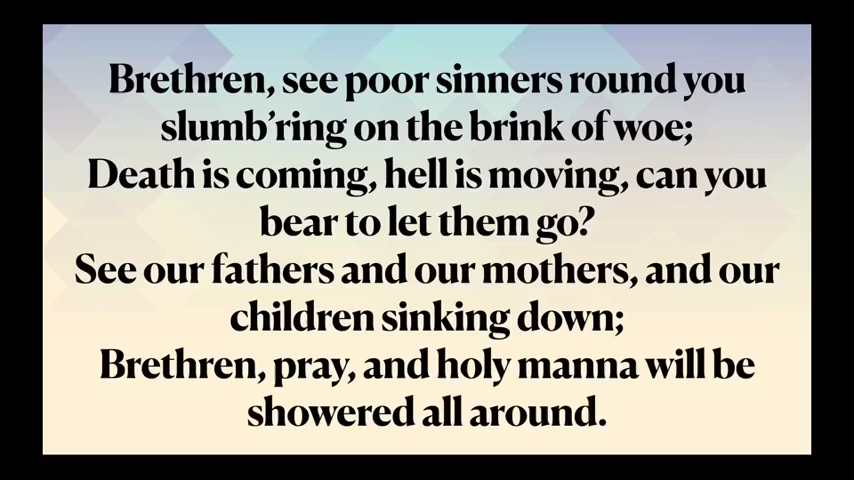 Brethren, see poor sinners round you
slumb’ring on the brink of woe;
Death is coming, hell is moving, can you
bear to let them go?
See our fathers and our mothers, and our
children sinking down;
Brethren, pray, and holy manna will be
showered all around.